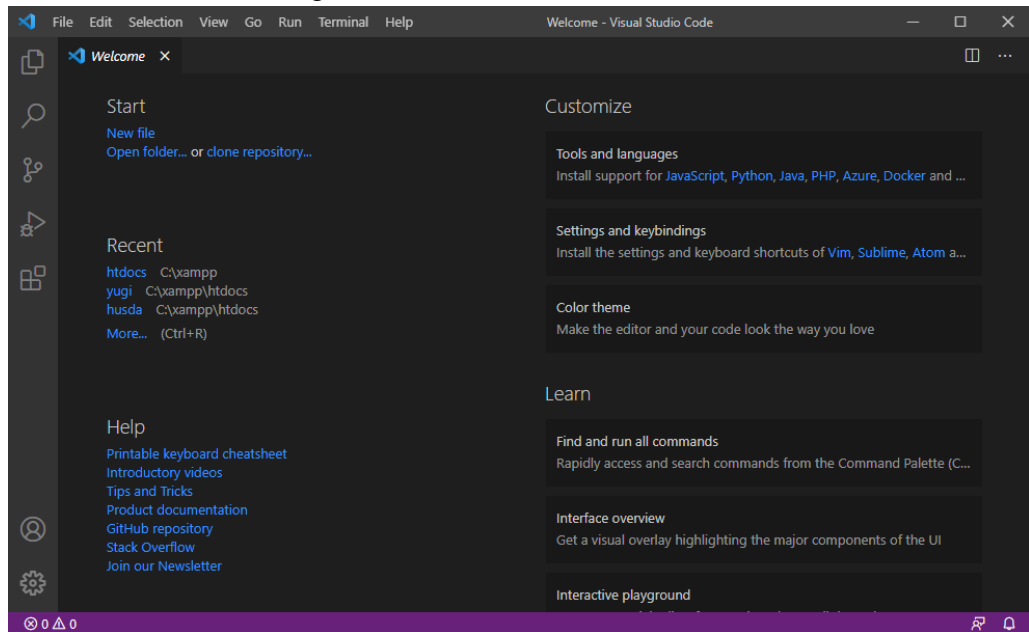 File Edit Selection View Go Run Terminal Help Welcome - Visual Studio Code
Welcome
Start
New file
Open folder... or clone repository...
Recent
htdocs C:\xampp
yugi C:\xampp\htdocs
husda C:\xampp\htdocs
More... (Ctrl+R)
Help
Printable keyboard cheatsheet
Introductory videos
Tips and Tricks
Product documentation
GitHub repository
Stack Overflow
Join our Newsletter
Customize
Tools and languages
Install support for JavaScript, Python, Java, PHP, Azure, Docker and ...
Settings and keybindings
Install the settings and keyboard shortcuts of Vim, Sublime, Atom a...
Color theme
Make the editor and your code look the way you love
Learn
Find and run all commands
Rapidly access and search commands from the Command Palette (C...
Interface overview
Get a visual overlay highlighting the major components of the UI
Interactive playground
0 0